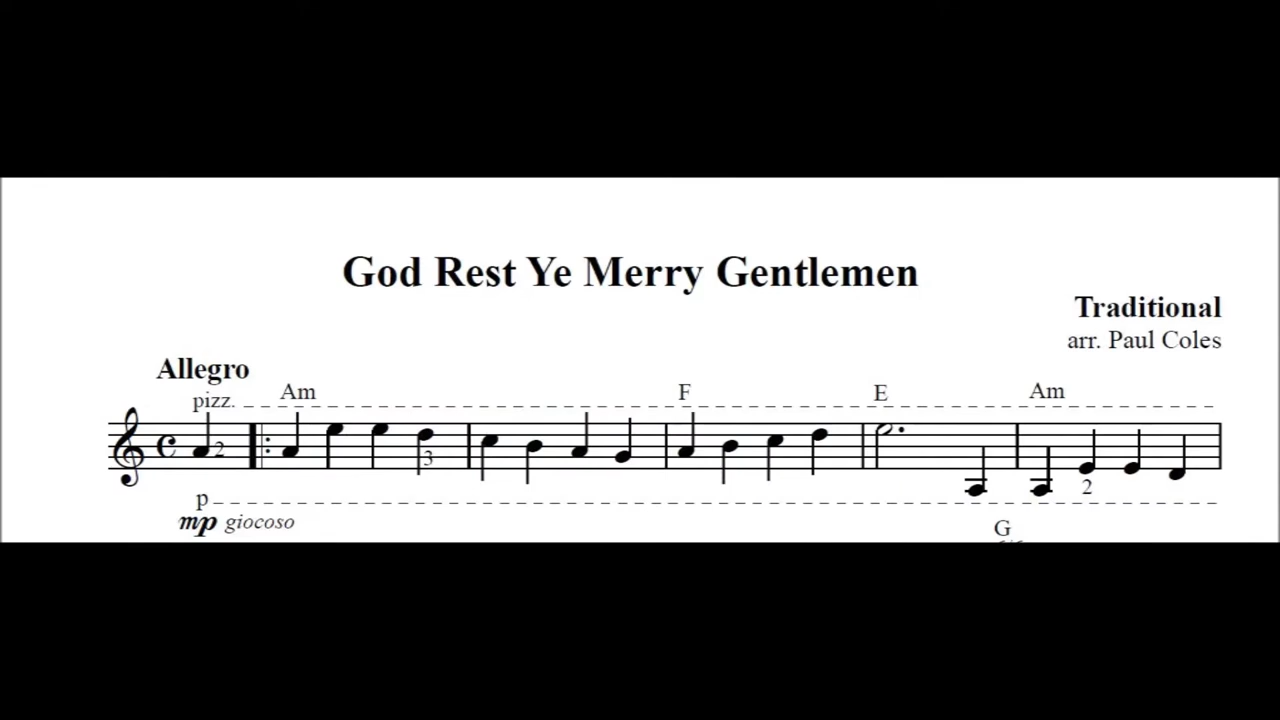 God Rest Ye Merry Gentlemen
Traditional
arr. Paul Coles
Allegro
pizz. Am F E Am
2 3 2
p
mp giocoso
G